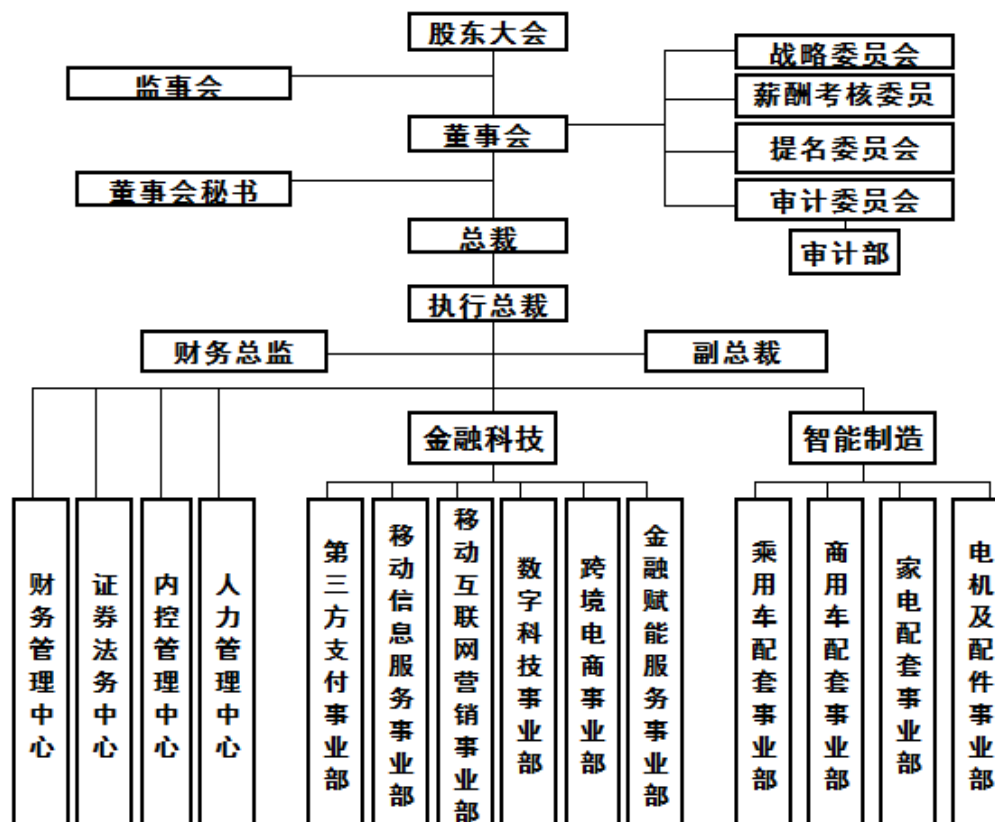 股东大会
战略委员会
监事会
薪酬考核委员
董事会
提名委员会
董事会秘书
审计委员会
总裁
审计部
执行总裁
财务总监
副总裁
金融科技
智能制造
财务管理中心
证券法务中心
内控管理中心
人力管理中心
第三方支付事业部
移动信息服务事业部
移动互联网营销事业部
数字科技事业部
跨境电商事业部
金融赋能服务事业部
乘用车配套事业部
商用车配套事业部
家电配套事业部
电机及配件事业部